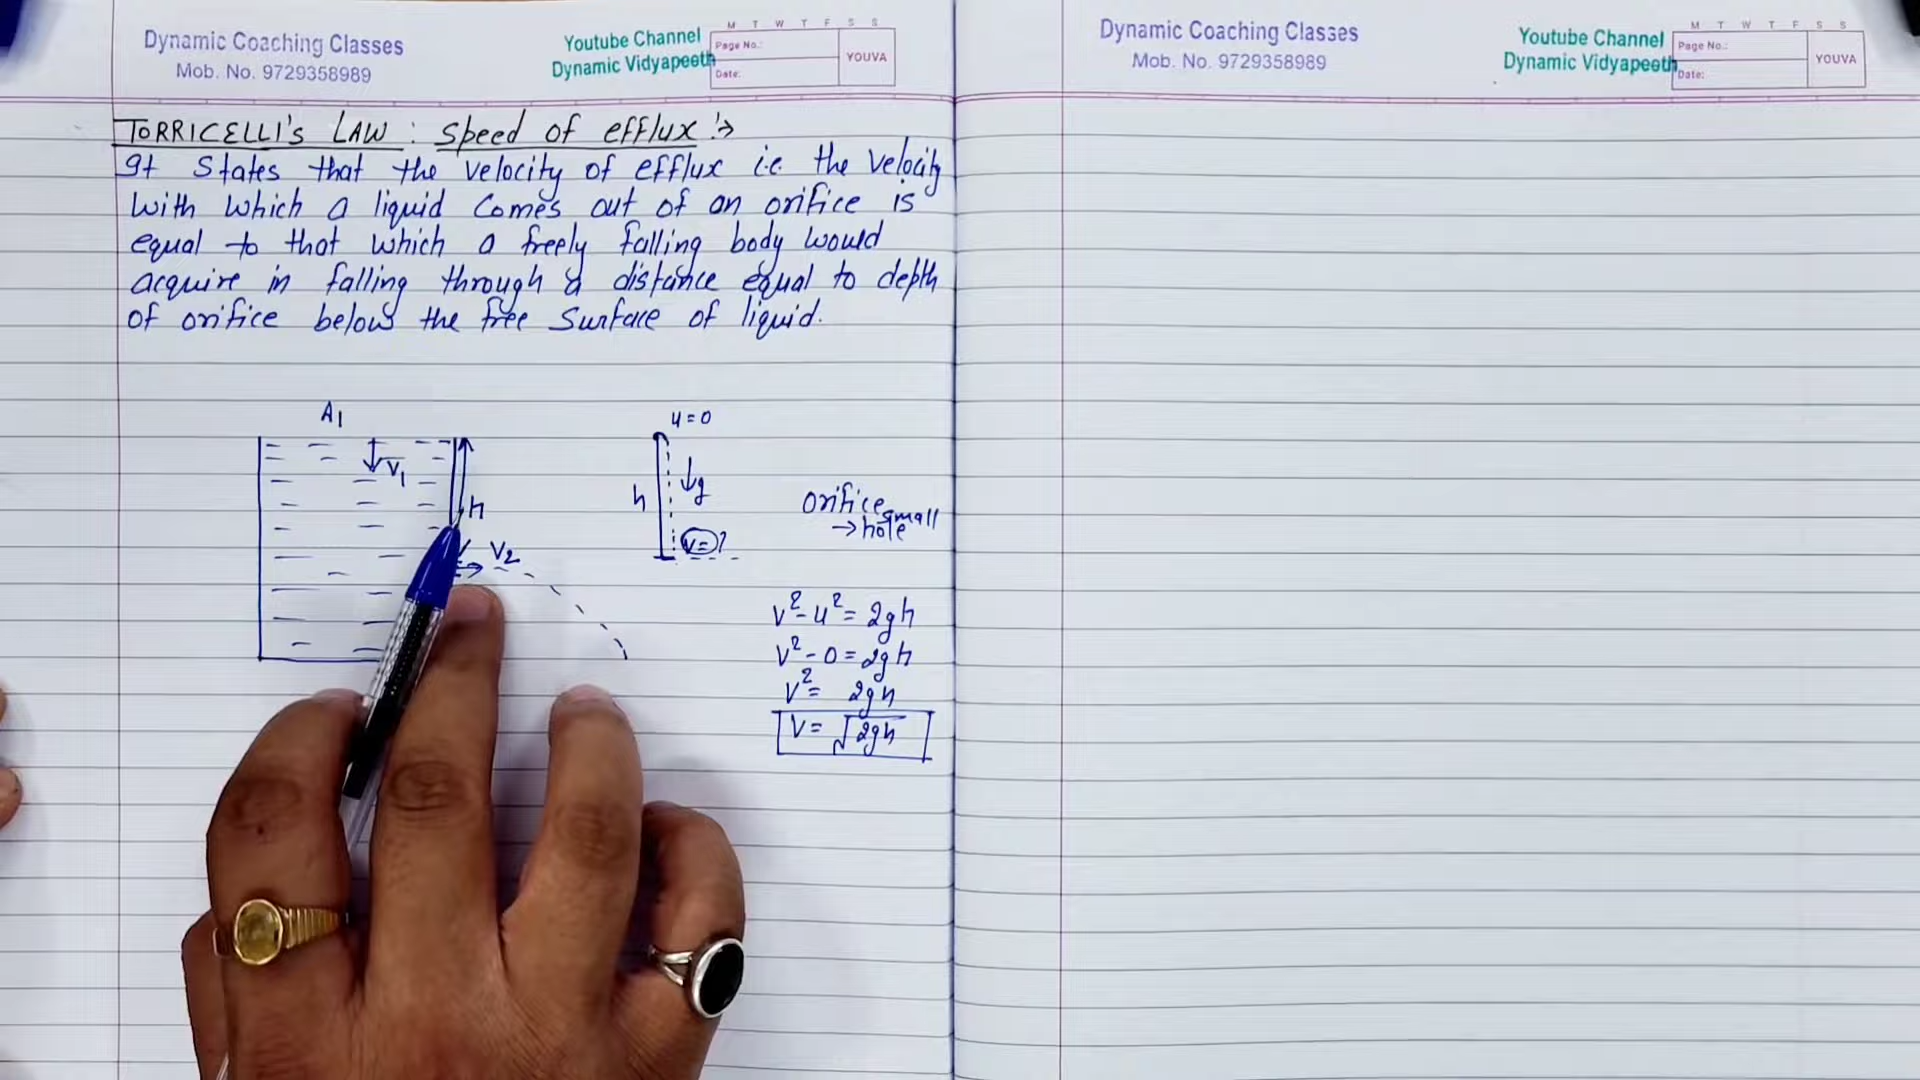 Dynamic Coaching Classes
Mob. No. 9729358989
Youtube Channel
Dynamic Vidyapeeth
M T W T F S S
Page No.:
Date:
YOUVA
TORRICELLI's LAW : Speed of efflux :→
It states that the velocity of efflux i.e. the velocity
with which a liquid comes out of an orifice is
equal to that which a freely falling body would
acquire in falling through a distance equal to depth
of orifice below the free surface of liquid.
A1
V1
h
V2
u = 0
g
h
v = ?
Orifice
→ small hole
v² - u² = 2gh
v² - 0 = 2gh
v² = 2gh
v = √2gh
Dynamic Coaching Classes
Mob. No. 9729358989
Youtube Channel
Dynamic Vidyapeeth
M T W T F S S
Page No.:
Date:
YOUVA